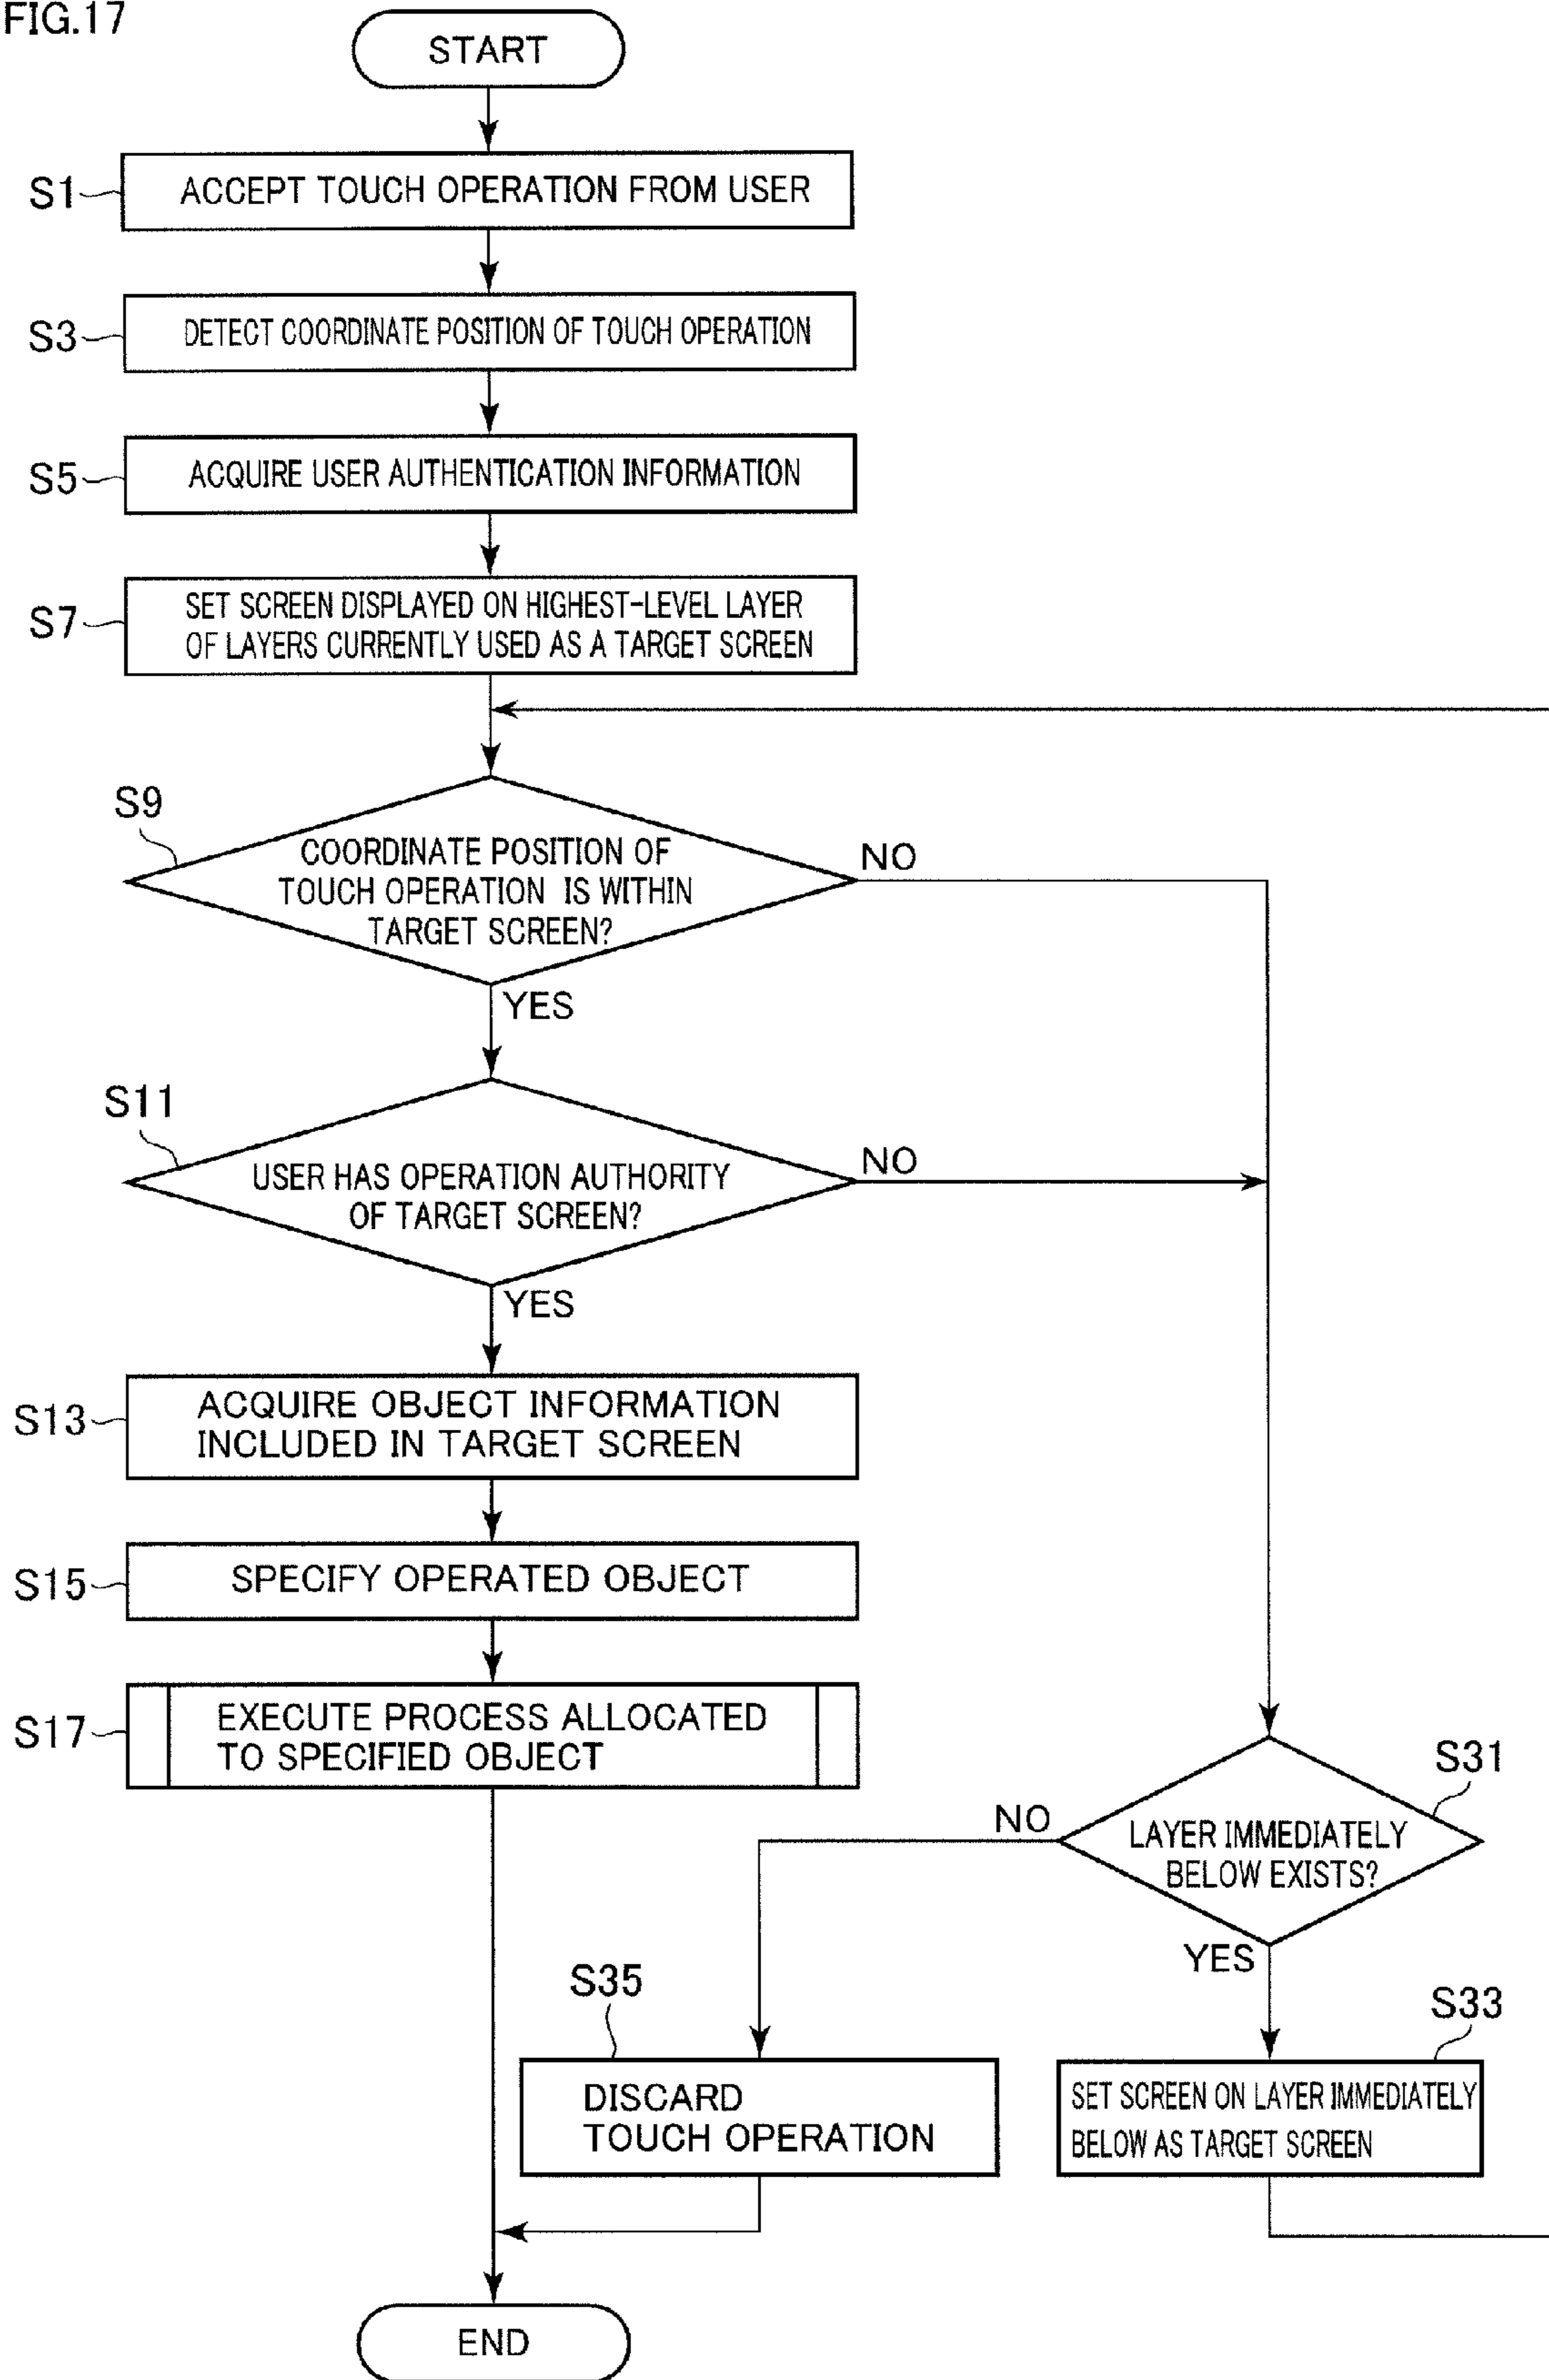 FIG.17
START
S1
ACCEPT TOUCH OPERATION FROM USER
S3
DETECT COORDINATE POSITION OF TOUCH OPERATION
S5
ACQUIRE USER AUTHENTICATION INFORMATION
S7
SET SCREEN DISPLAYED ON HIGHEST-LEVEL LAYER
OF LAYERS CURRENTLY USED AS A TARGET SCREEN
S9
COORDINATE POSITION OF
TOUCH OPERATION IS WITHIN
TARGET SCREEN?
NO
YES
S11
USER HAS OPERATION AUTHORITY
OF TARGET SCREEN?
NO
YES
S13
ACQUIRE OBJECT INFORMATION
INCLUDED IN TARGET SCREEN
S15
SPECIFY OPERATED OBJECT
S17
EXECUTE PROCESS ALLOCATED
TO SPECIFIED OBJECT
S31
LAYER IMMEDIATELY
BELOW EXISTS?
NO
YES
S35
DISCARD
TOUCH OPERATION
S33
SET SCREEN ON LAYER IMMEDIATELY
BELOW AS TARGET SCREEN
END